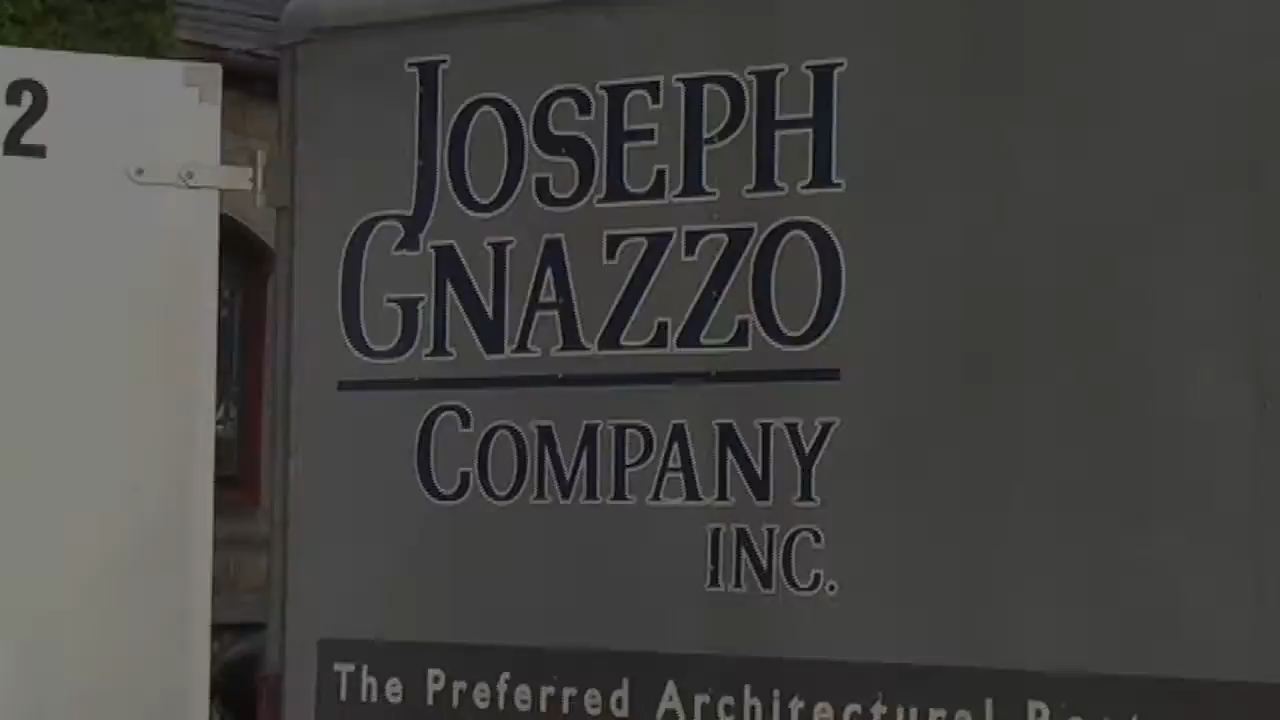 2
JOSEPH
GNAZZO
COMPANY
INC.
The Preferred Architectural